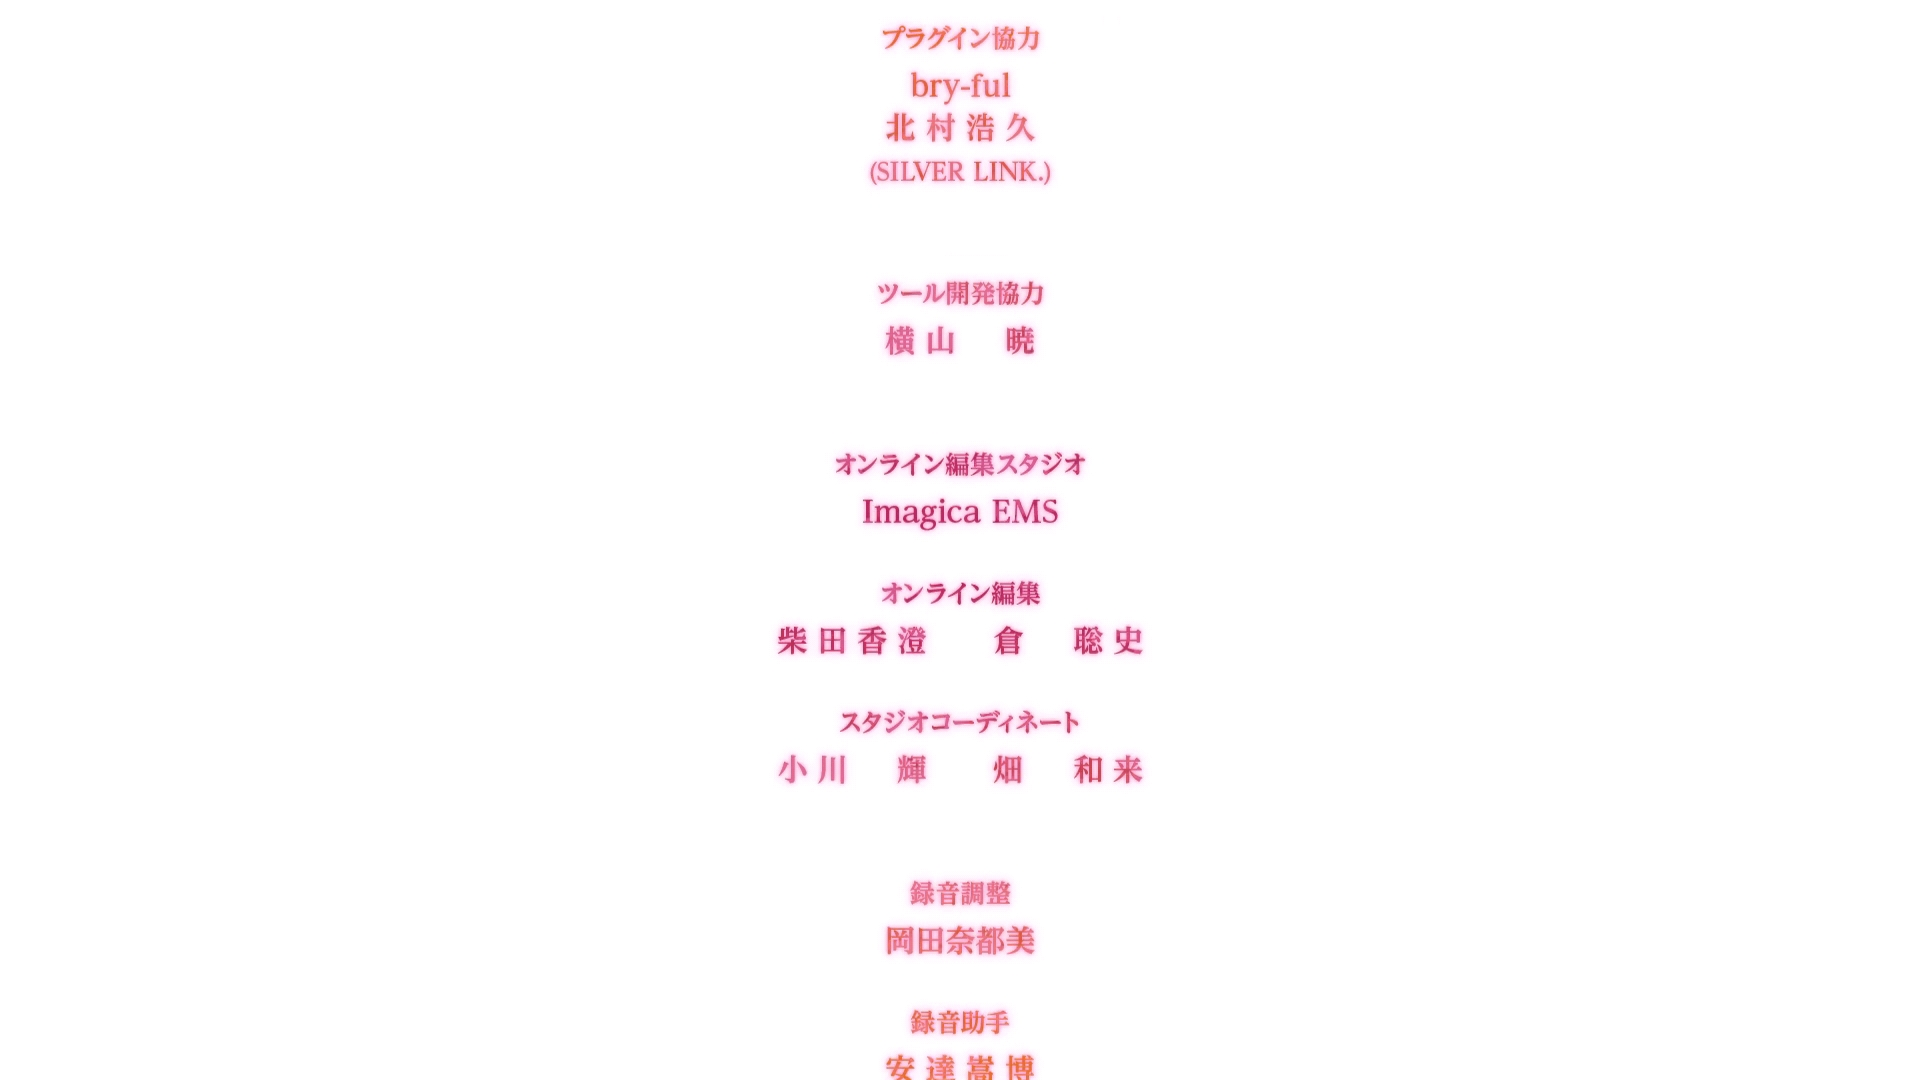 プラグイン協力
bry-ful
北村浩久
(SILVER LINK.)
ツール開発協力
横山 暁
オンライン編集スタジオ
Imagica EMS
オンライン編集
柴田香澄 倉 聡史
スタジオコーディネート
小川 輝 畑 和来
録音調整
岡田奈都美
録音助手
安達嵩博